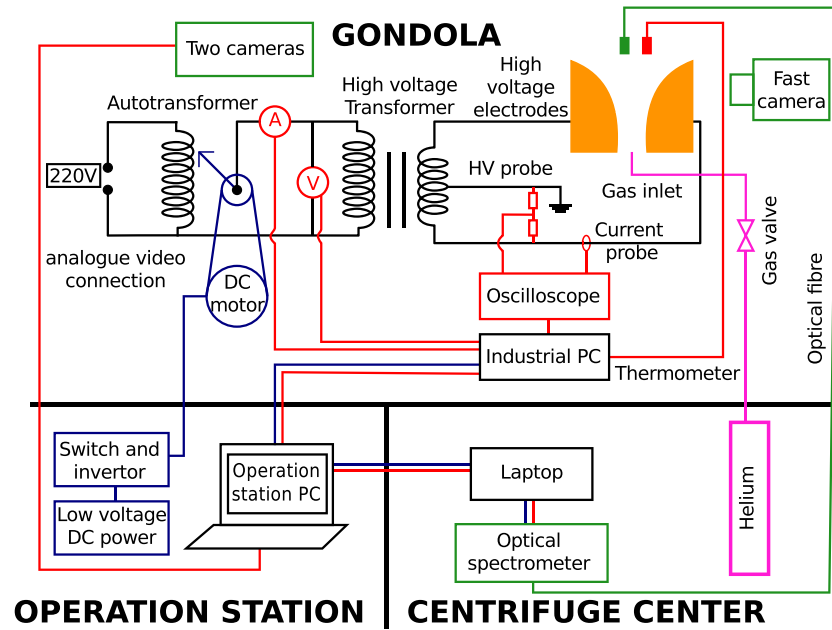 GONDOLA
Two cameras
Autotransformer
High voltage
Transformer
High
voltage
electrodes
Fast
camera
A
V
220V
HV probe
Gas inlet
Current
probe
Gas valve
Optical fibre
analogue video
connection
DC
motor
Oscilloscope
Industrial PC
Thermometer
Switch and
invertor
Low voltage
DC power
Operation
station PC
Laptop
Optical
spectrometer
Helium
OPERATION STATION
CENTRIFUGE CENTER